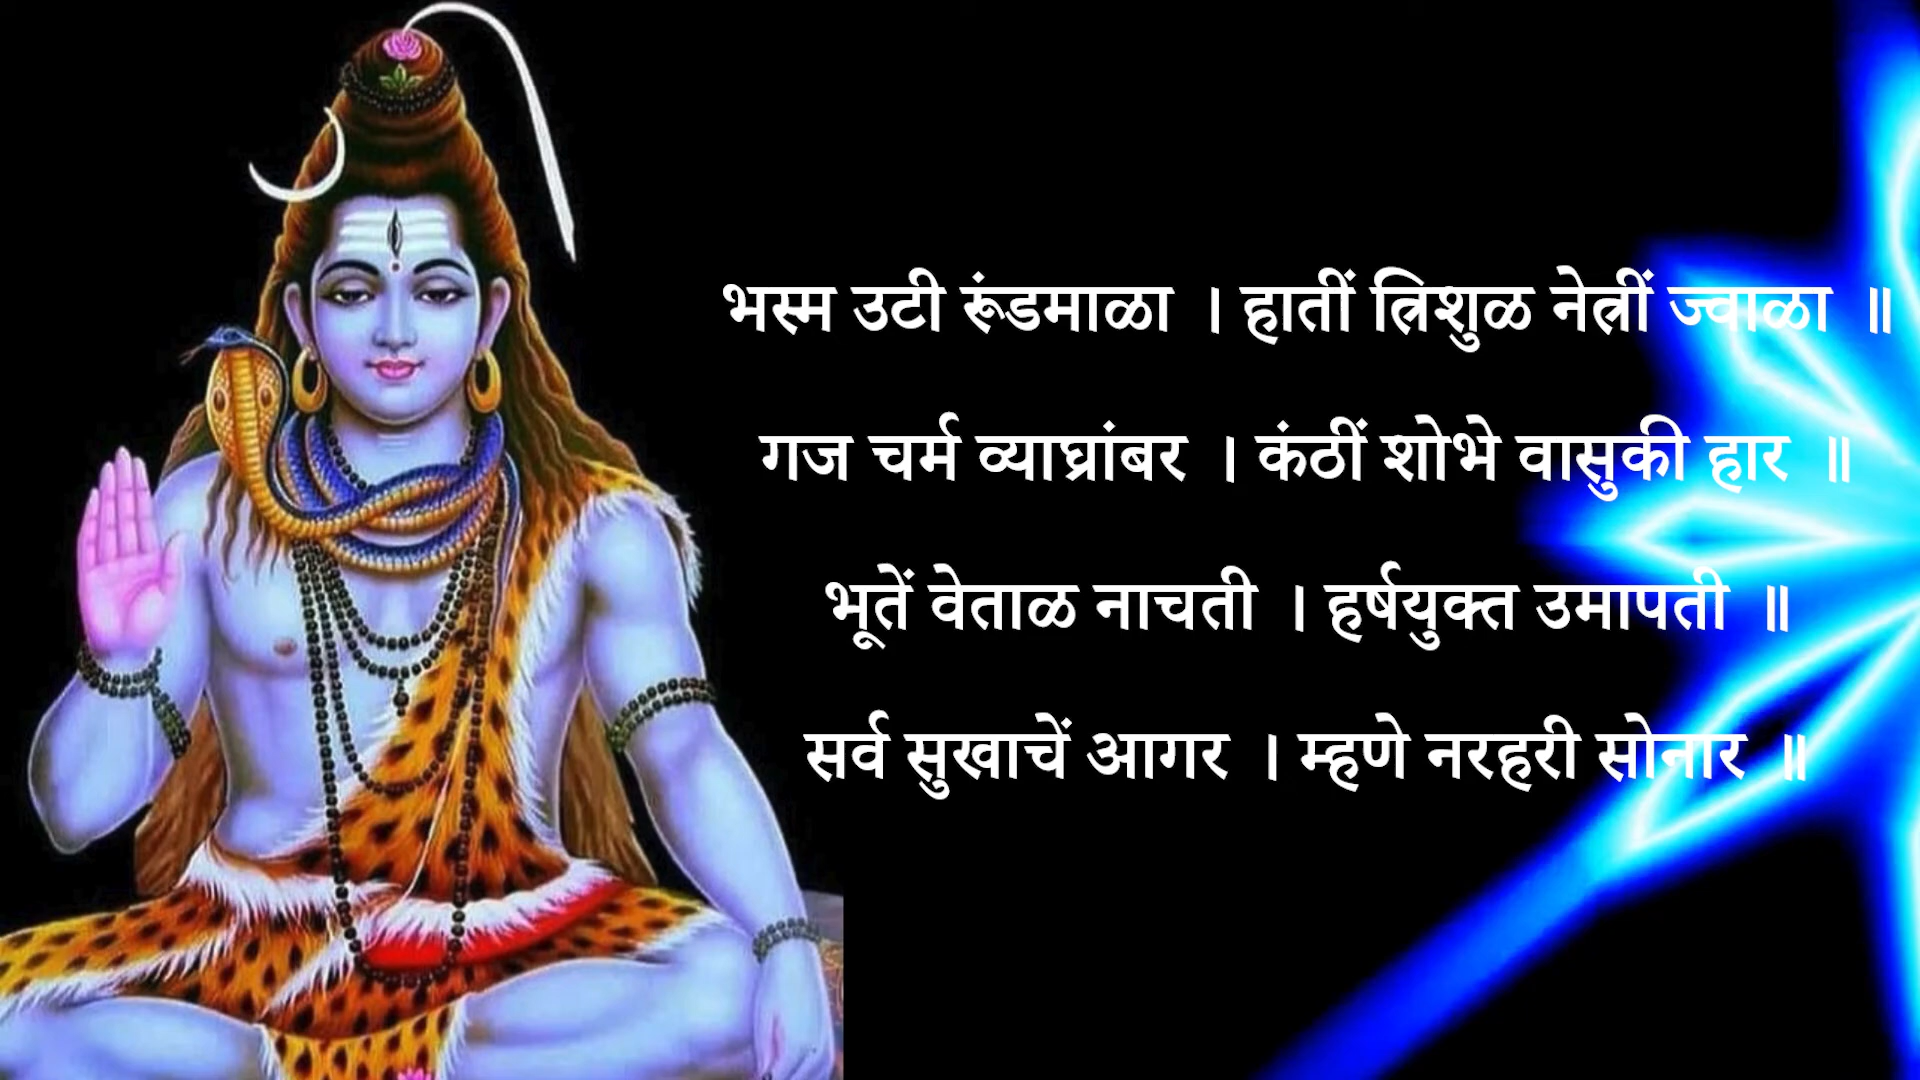 भस्म उटी रूंडमाळा । हातीं त्रिशुळ नेत्रीं ज्वाळा ॥
गज चर्म व्याघ्रांबर । कंठीं शोभे वासुकी हार ॥
भूतें वेताळ नाचती । हर्षयुक्त उमापती ॥
सर्व सुखाचें आगर । म्हणे नरहरी सोनार ॥